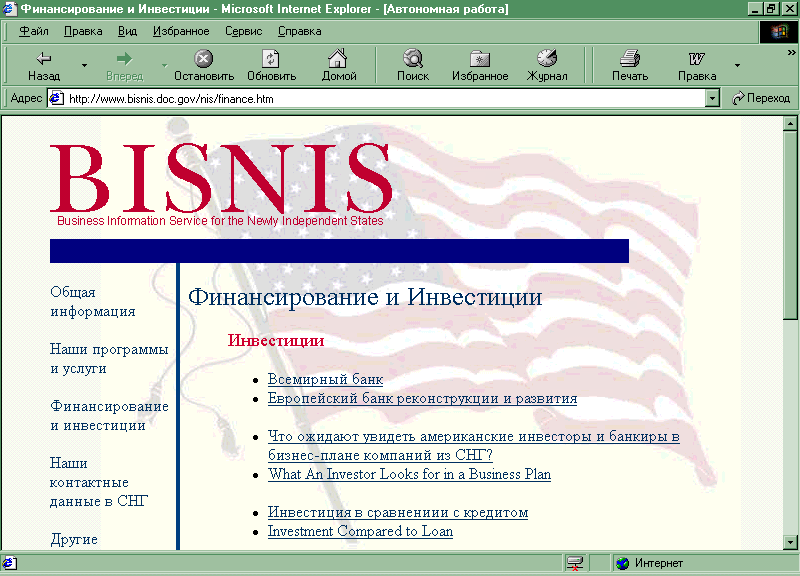 Финансирование и Инвестиции - Microsoft Internet Explorer - [Автономная работа]
Файл Правка Вид Избранное Сервис Справка
Назад Вперед Остановить Обновить Домой Поиск Избранное Журнал Печать Правка
Адрес http://www.bisnis.doc.gov/nis/finance.htm Переход
BISNIS
Business Information Service for the Newly Independent States
Общая
информация
Наши программы
и услуги
Финансирование
и инвестиции
Наши
контактные
данные в СНГ
Другие
Финансирование и Инвестиции
Инвестиции
Всемирный банк
Европейский банк реконструкции и развития
Что ожидают увидеть американские инвесторы и банкиры в
бизнес-плане компаний из СНГ?
What An Investor Looks for in a Business Plan
Инвестиция в сравнениии с кредитом
Investment Compared to Loan
Интернет